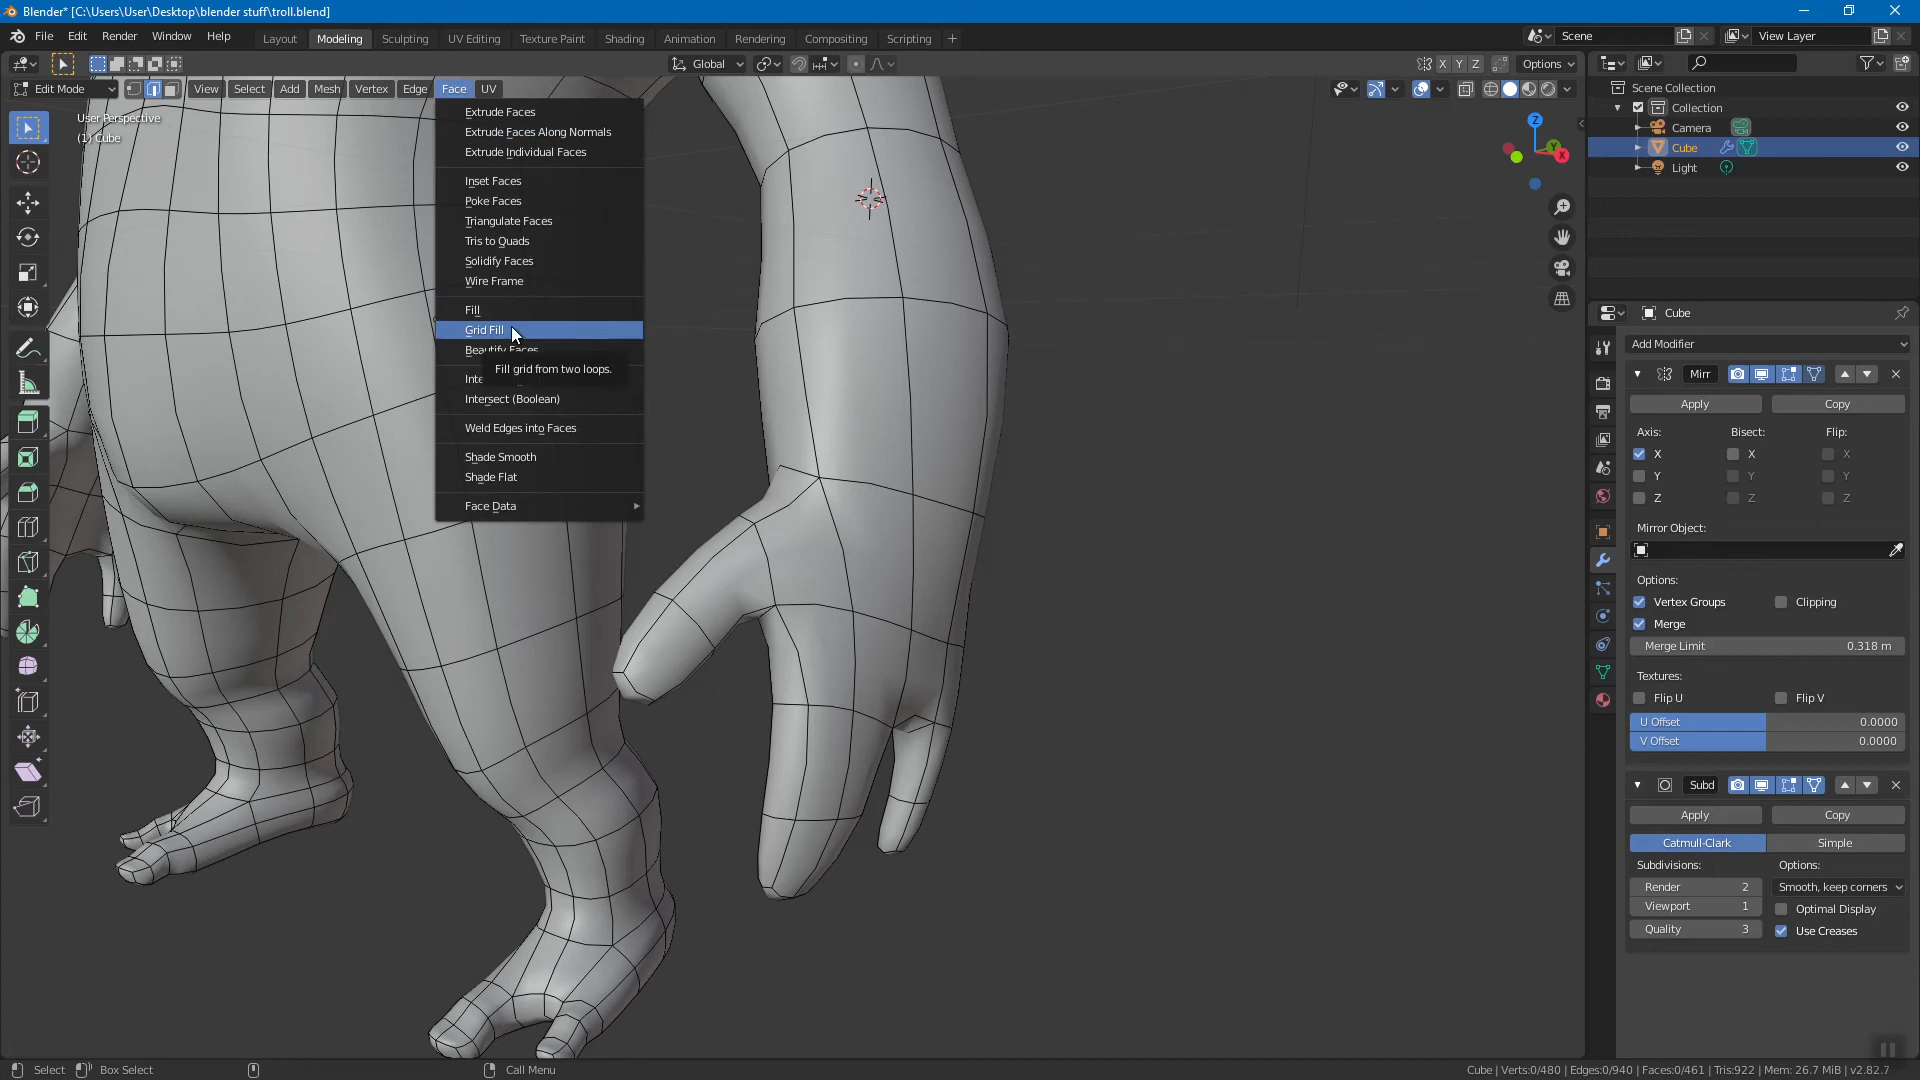 Blender* [C:\Users\User\Desktop\blender stuff\troll.blend]
File Edit Render Window Help
Layout Modeling Sculpting UV Editing Texture Paint Shading Animation Rendering Compositing Scripting +
Scene
View Layer
Global
X Y Z
Options
Edit Mode
View Select Add Mesh Vertex Edge Face UV
User Perspective
(1) Cube
Extrude Faces
Extrude Faces Along Normals
Extrude Individual Faces
Inset Faces
Poke Faces
Triangulate Faces
Tris to Quads
Solidify Faces
Wire Frame
Fill
Grid Fill
Beautify Faces
Fill grid from two loops.
Inte
Intersect (Boolean)
Weld Edges into Faces
Shade Smooth
Shade Flat
Face Data
Z
Y
X
Scene Collection
Collection
Camera
Cube
Light
Cube
Add Modifier
Mirr
Apply Copy
Axis: Bisect: Flip:
X X X
Y Y Y
Z Z Z
Mirror Object:
Options:
Vertex Groups Clipping
Merge
Merge Limit 0.318 m
Textures:
Flip U Flip V
U Offset 0.0000
V Offset 0.0000
Subd
Apply Copy
Catmull-Clark Simple
Subdivisions: Options:
Render 2 Smooth, keep corners
Viewport 1 Optimal Display
Quality 3 Use Creases
Select Box Select Call Menu
Cube | Verts:0/480 | Edges:0/940 | Faces:0/461 | Tris:922 | Mem: 26.7 MiB | v2.82.7